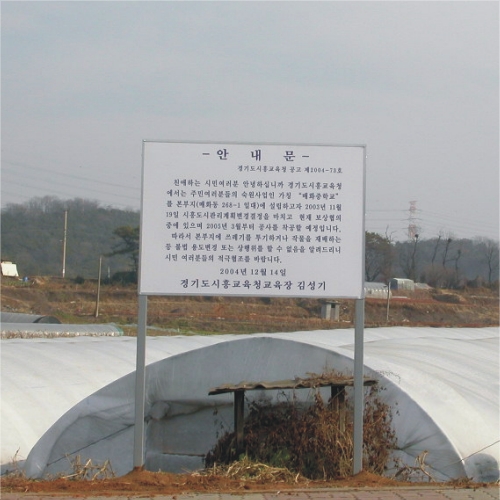 - 안 내 문 -
경기도시흥교육청 공고 제2004-73호
친애하는 시민여러분 안녕하십니까 경기도시흥교육청
에서는 주민여러분들의 숙원사업인 가칭 "매화중학교"
를 본부지(매화동 268-1 일대)에 설립하고자 2003년 11월
19일 시흥도시관리계획변경결정을 마치고 현재 보상협의
중에 있으며 2005년 3월부터 공사를 착공할 예정입니다.
따라서 본부지에 쓰레기를 투기하거나 작물을 재배하는
등 불법 용도변경 또는 상행위를 할 수 없음을 알려드리니
시민 여러분들의 적극협조를 바랍니다.
2004년 12월 14일
경기도시흥교육청교육장 김성기